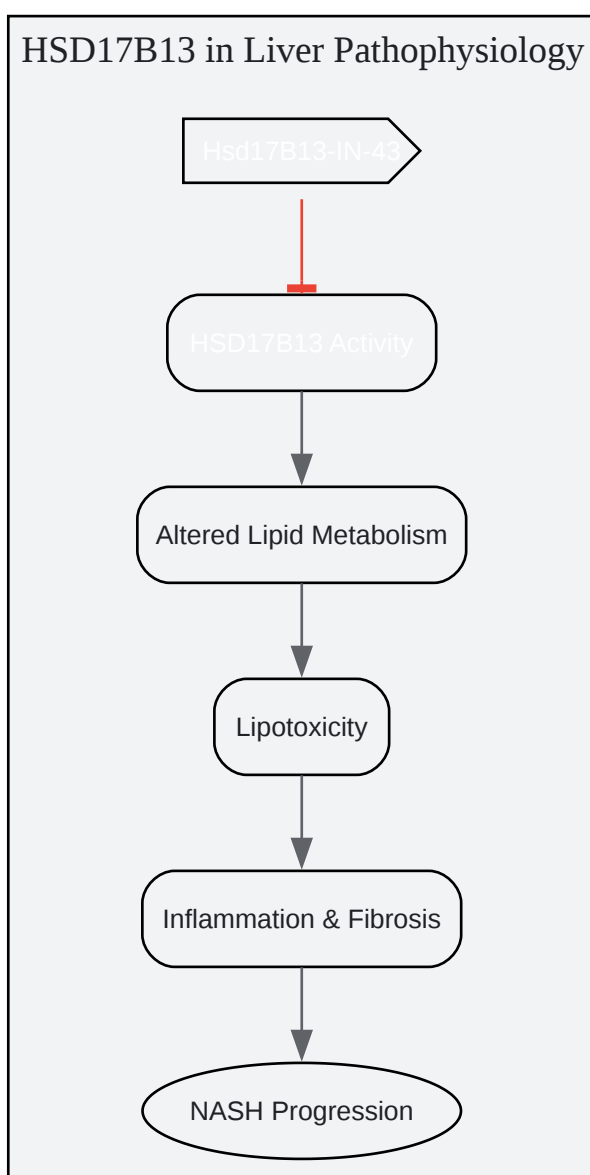 HSD17B13 in Liver Pathophysiology
Hsd17B13-IN-43
HSD17B13 Activity
Altered Lipid Metabolism
Lipotoxicity
Inflammation & Fibrosis
NASH Progression